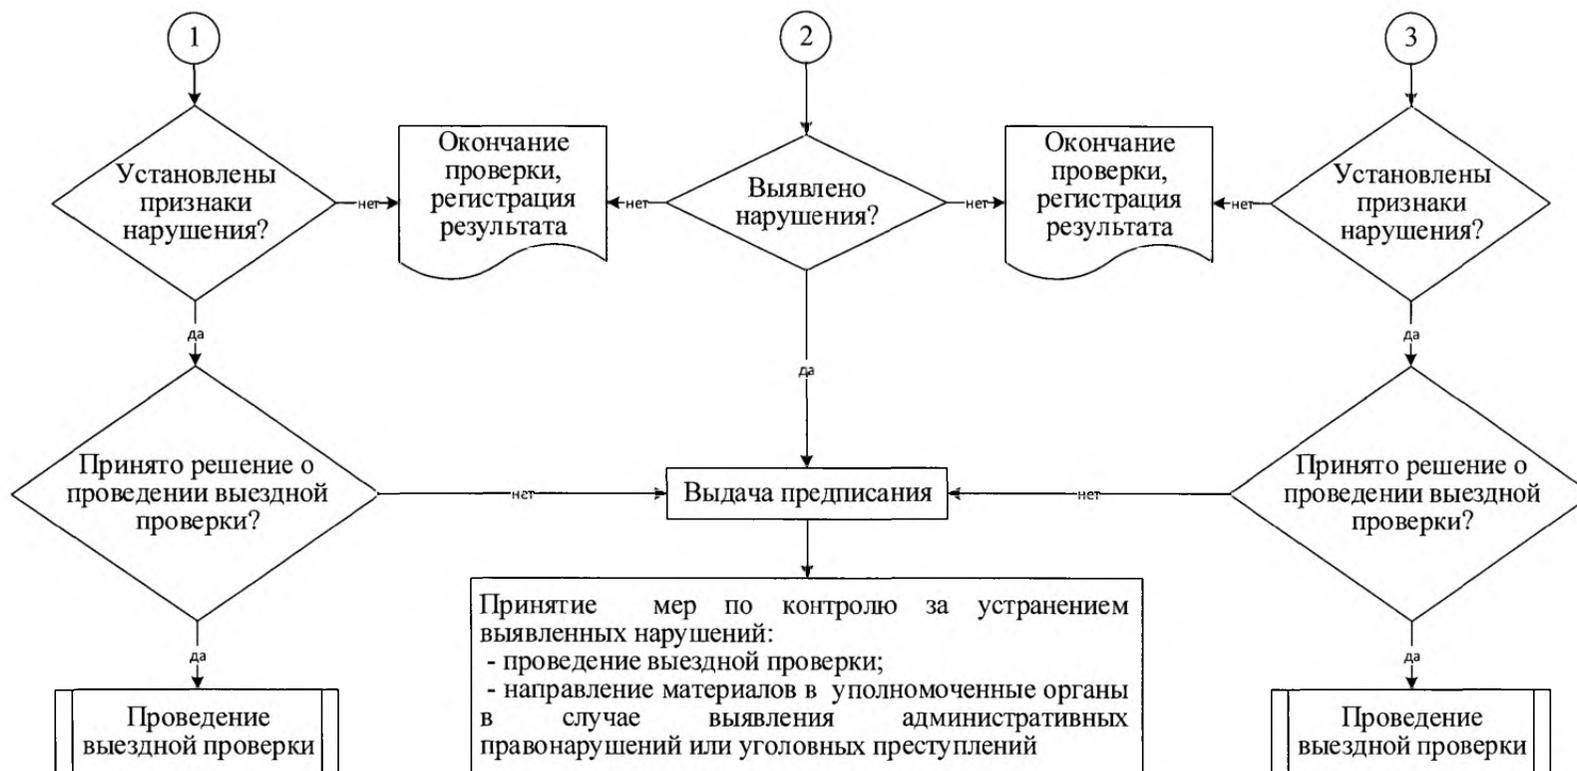 1
2
3
Установлены
признаки
нарушения?
нет
Окончание
проверки,
регистрация
результата
нет
Выявлено
нарушения?
нет
Окончание
проверки,
регистрация
результата
нет
Установлены
признаки
нарушения?
да
да
да
Принято решение о
проведении выездной
проверки?
нет
Выдача предписания
нет
Принято решение о
проведении выездной
проверки?
Принятие мер по контролю за устранением
выявленных нарушений:
- проведение выездной проверки;
- направление материалов в уполномоченные органы
в случае выявления административных
правонарушений или уголовных преступлений
да
да
Проведение
выездной проверки
Проведение
выездной проверки